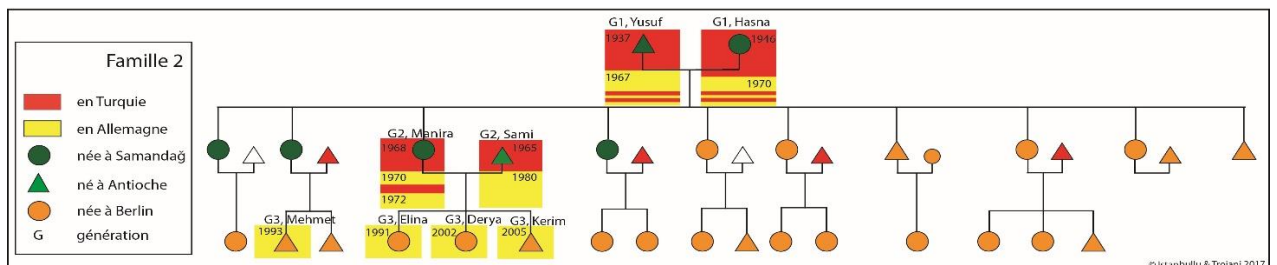 Famille 2
en Turquie
en Allemagne
née à Samandağ
né à Antioche
née à Berlin
G génération
G1, Yusuf
G1, Hasna
1937
1946
1967
1970
G2, Manira
G2, Sami
1968
1965
1970
1980
1972
G3, Mehmet
G3, Elina
G3, Derya
G3, Kerim
1993
1991
2002
2005
© Istanbullu & Troiani 2017